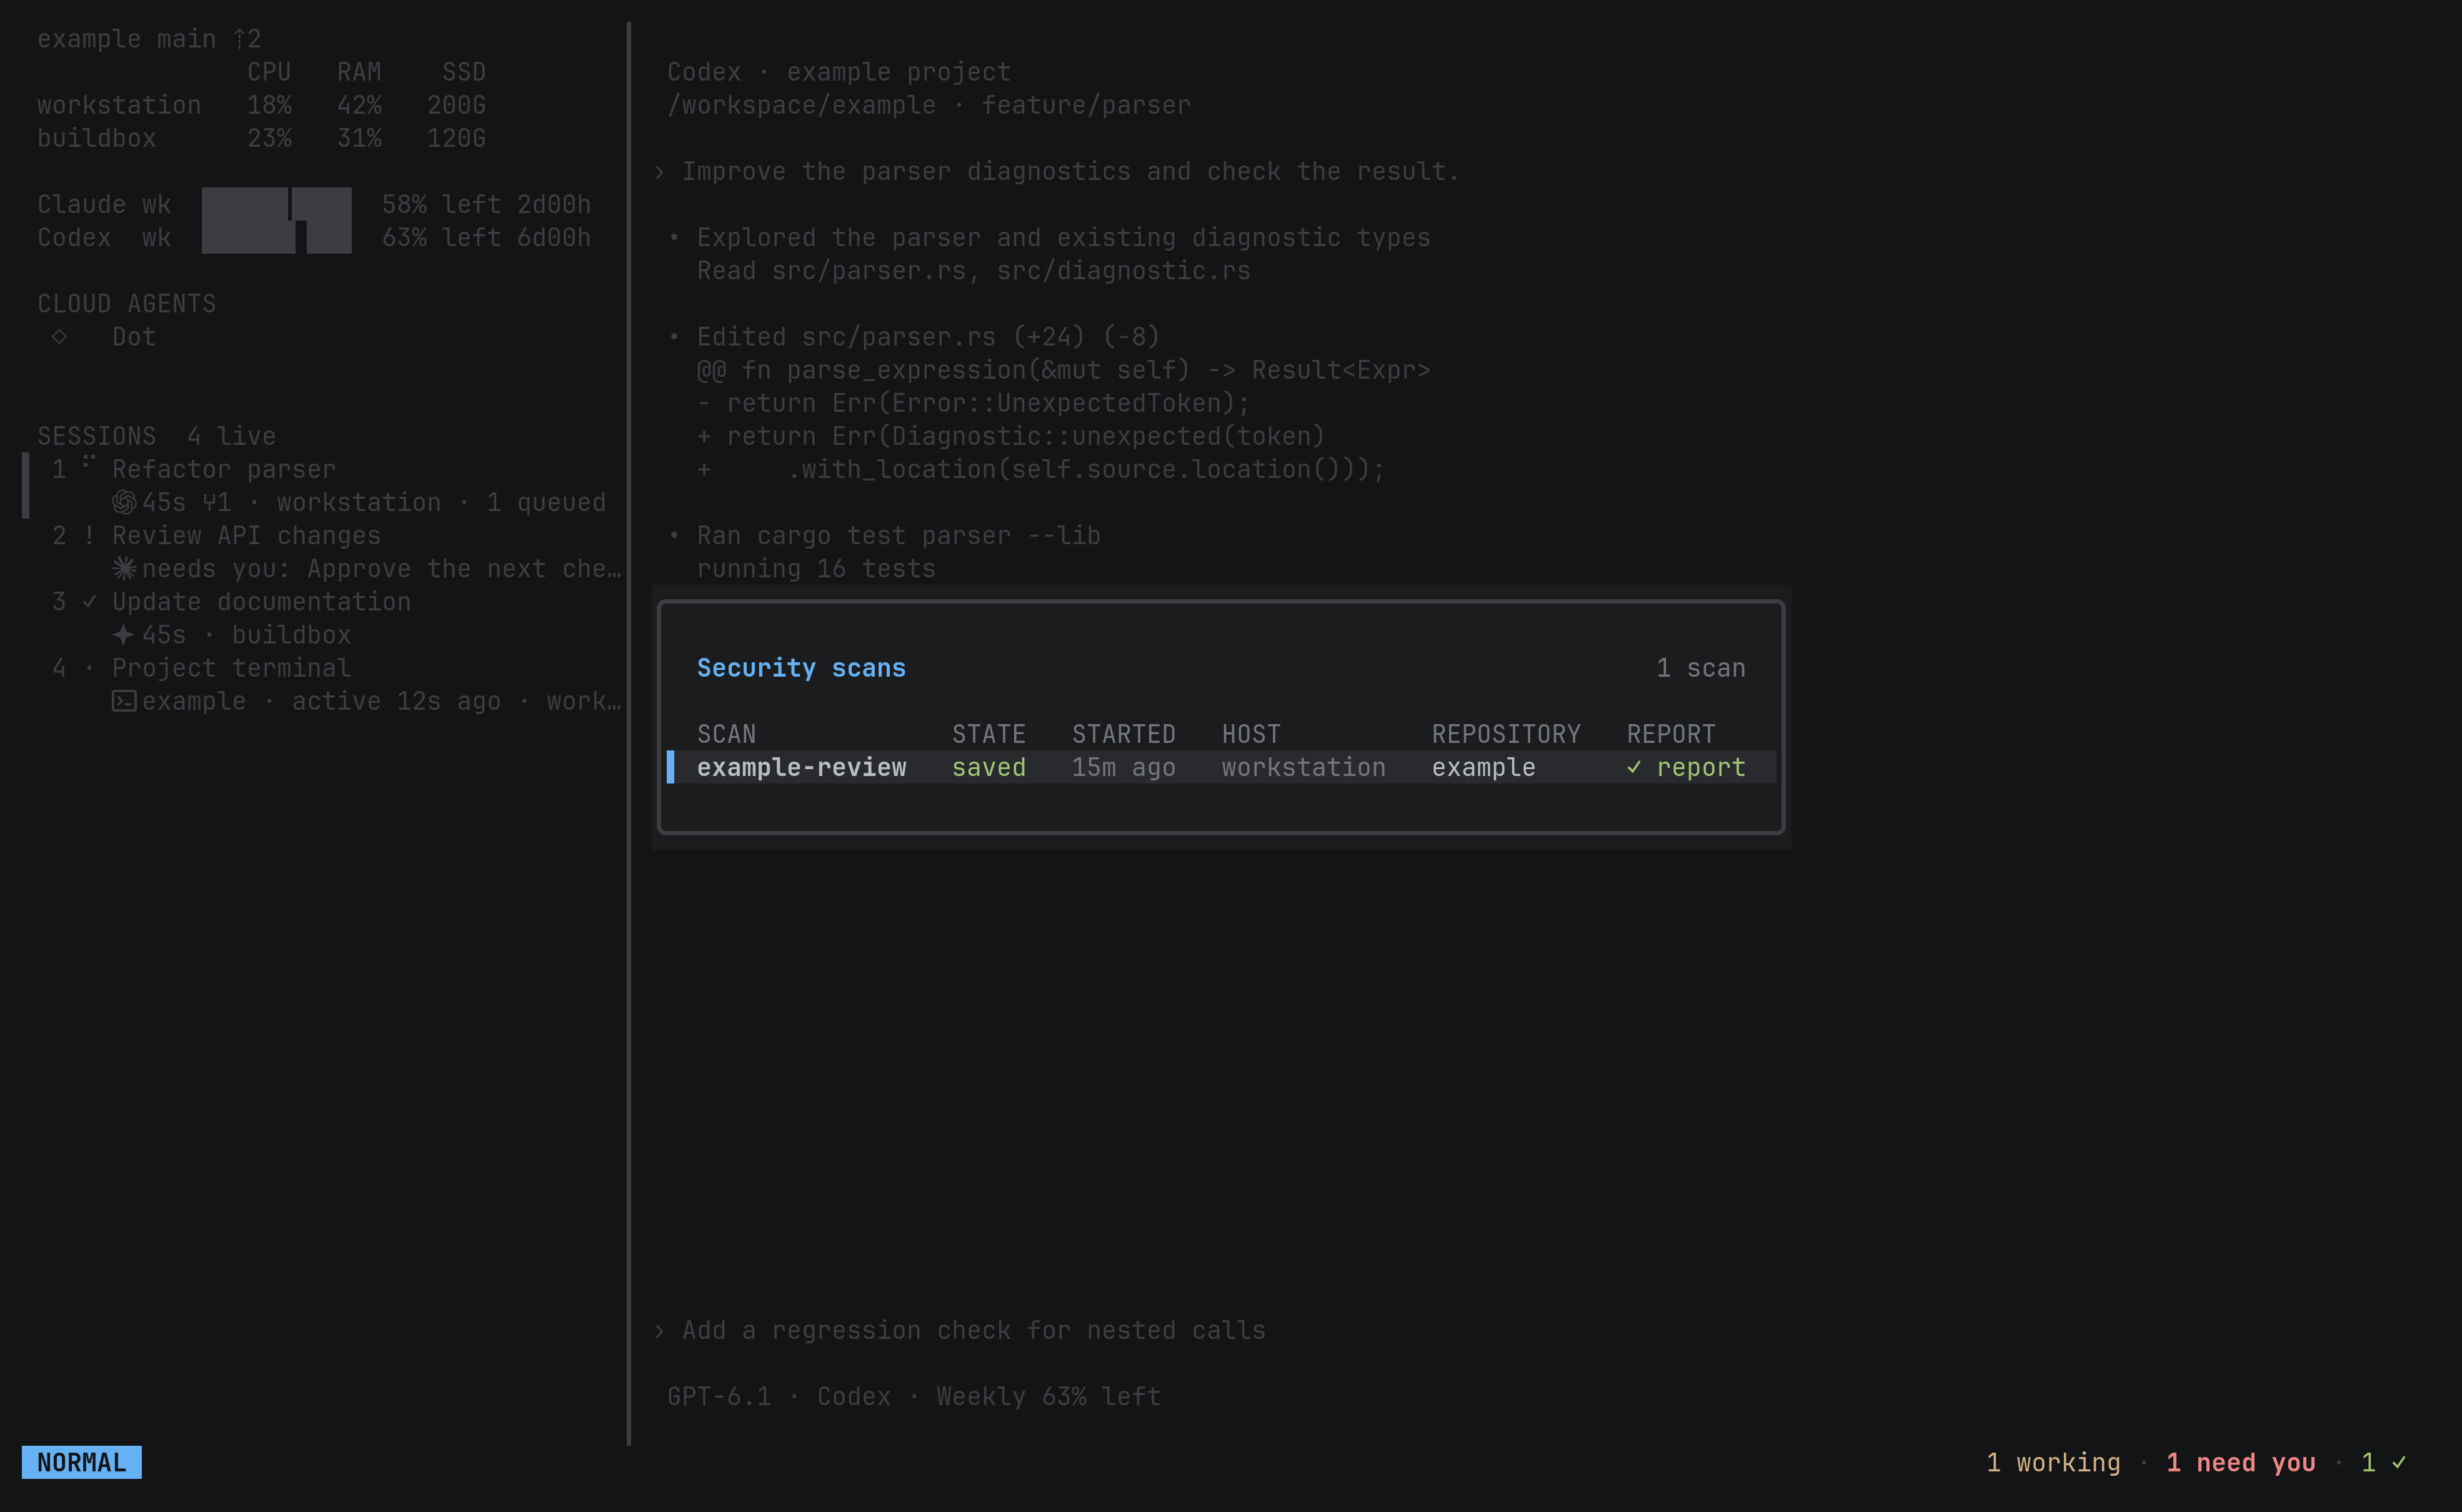 example main ⇡2
CPU RAM SSD
workstation 18% 42% 200G
buildbox 23% 31% 120G
Claude wk 58% left 2d00h
Codex wk 63% left 6d00h
CLOUD AGENTS
◇ Dot
SESSIONS 4 live
1 ⠋ Refactor parser
45s ⑂1 · workstation · 1 queued
2 ! Review API changes
needs you: Approve the next che…
3 ✓ Update documentation
45s · buildbox
4 · Project terminal
example · active 12s ago · work…
Codex · example project
/workspace/example · feature/parser
› Improve the parser diagnostics and check the result.
• Explored the parser and existing diagnostic types
Read src/parser.rs, src/diagnostic.rs
• Edited src/parser.rs (+24) (-8)
@@ fn parse_expression(&mut self) -> Result<Expr>
- return Err(Error::UnexpectedToken);
+ return Err(Diagnostic::unexpected(token)
+     .with_location(self.source.location()));
• Ran cargo test parser --lib
running 16 tests
Security scans 1 scan
SCAN STATE STARTED HOST REPOSITORY REPORT
example-review saved 15m ago workstation example ✓ report
› Add a regression check for nested calls
GPT-6.1 · Codex · Weekly 63% left
NORMAL 1 working · 1 need you · 1 ✓